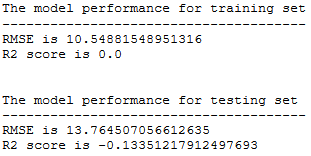 The model performance for training set
--------------------------------------
RMSE is 10.54881548951316
R2 score is 0.0
The model performance for testing set
--------------------------------------
RMSE is 13.764507056612635
R2 score is -0.13351217912497693